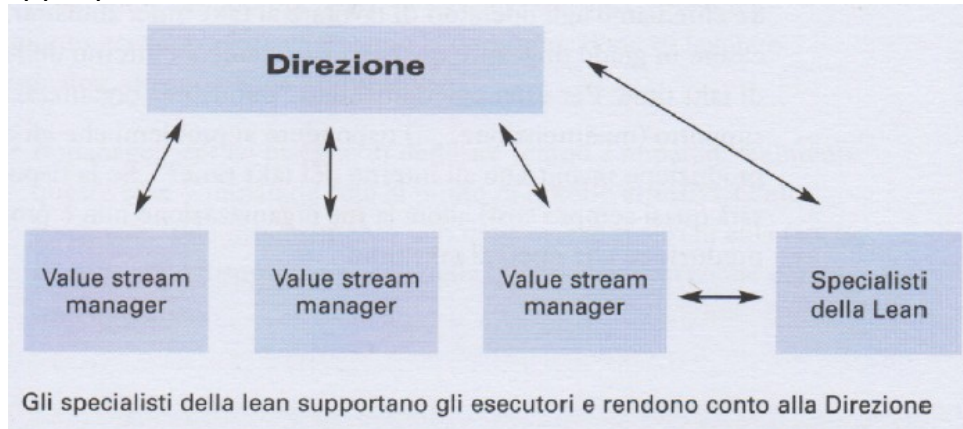 Direzione
Value stream
manager
Value stream
manager
Value stream
manager
Specialisti
della Lean
Gli specialisti della lean supportano gli esecutori e rendono conto alla Direzione